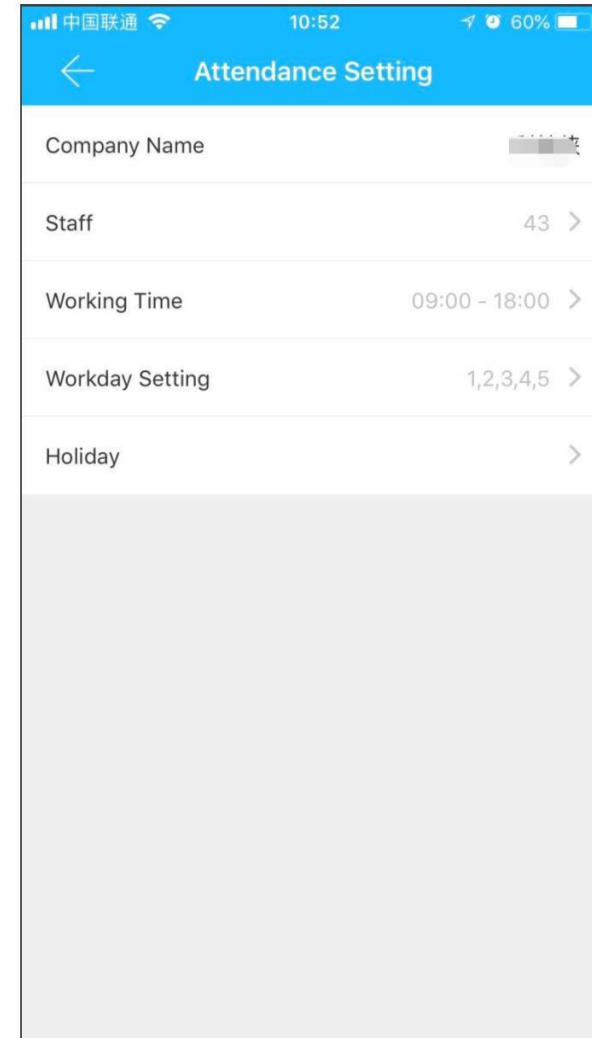 中国联通 10:52 60%
Attendance Setting
Company Name
Staff 43
Working Time 09:00 - 18:00
Workday Setting 1,2,3,4,5
Holiday